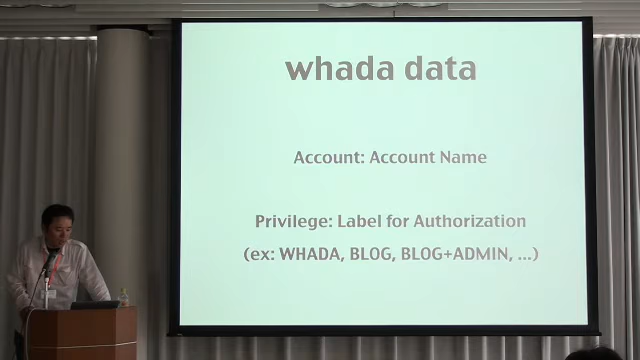 whada data
Account: Account Name
Privilege: Label for Authorization
(ex: WHADA, BLOG, BLOG+ADMIN, ...)